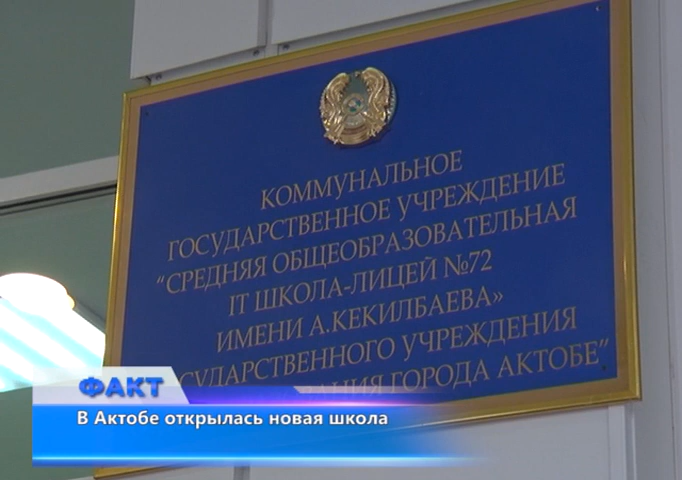 КОММУНАЛЬНОЕ
ГОСУДАРСТВЕННОЕ УЧРЕЖДЕНИЕ
“СРЕДНЯЯ ОБЩЕОБРАЗОВАТЕЛЬНАЯ
IT ШКОЛА-ЛИЦЕЙ №72
ИМЕНИ А.КЕКИЛБАЕВА»
УЧРЕЖДЕНИЯ
ГОРОДА АКТОБЕ”
ФАКТ
В Актобе открылась новая школа